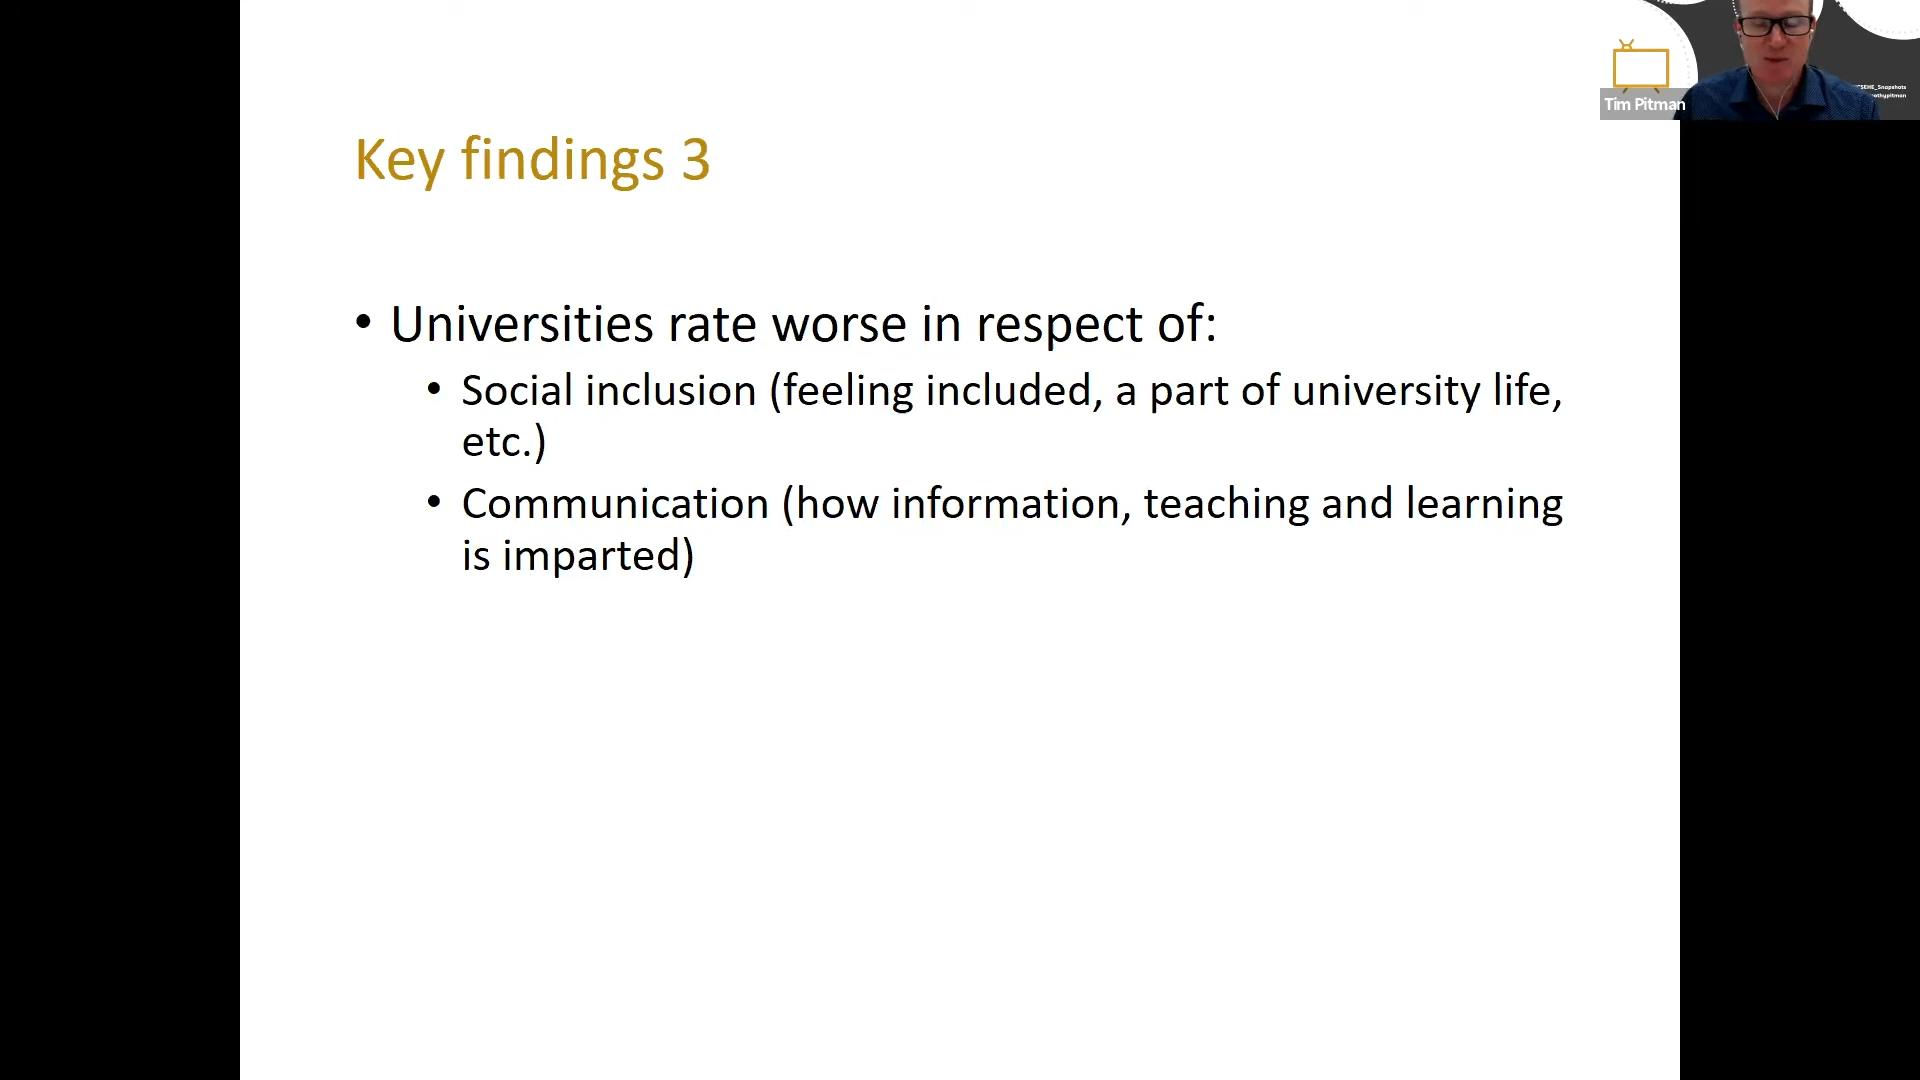 Key findings 3
• Universities rate worse in respect of:
• Social inclusion (feeling included, a part of university life,
etc.)
• Communication (how information, teaching and learning
is imparted)
Tim Pitman